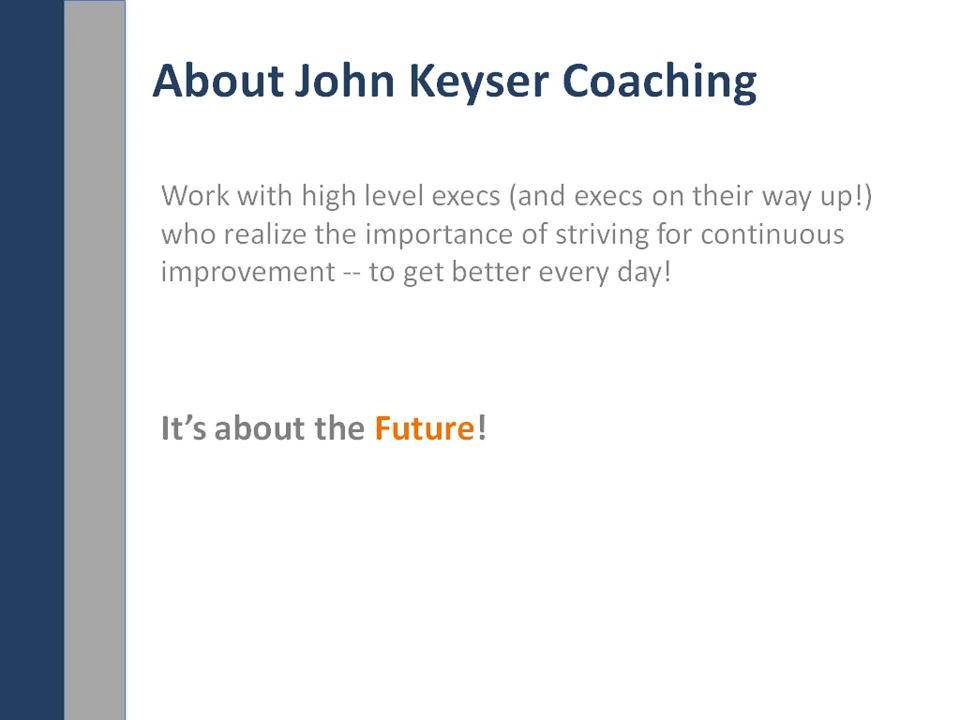 About John Keyser Coaching
Work with high level execs (and execs on their way up!)
who realize the importance of striving for continuous
improvement -- to get better every day!
It’s about the Future!